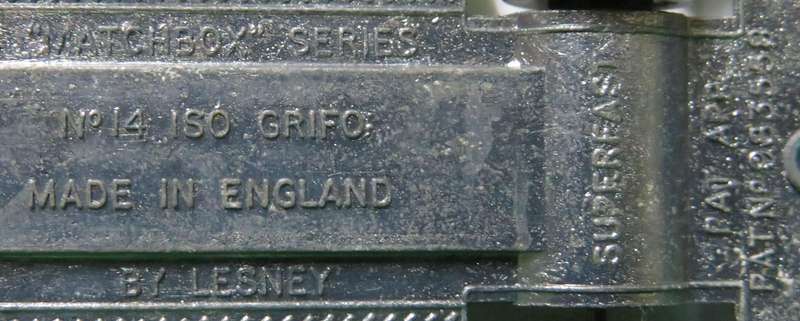 "MATCHBOX" SERIES
No 14 ISO GRIFO
MADE IN ENGLAND
BY LESNEY
SUPERFAST
PAT APP
PAT No 983558